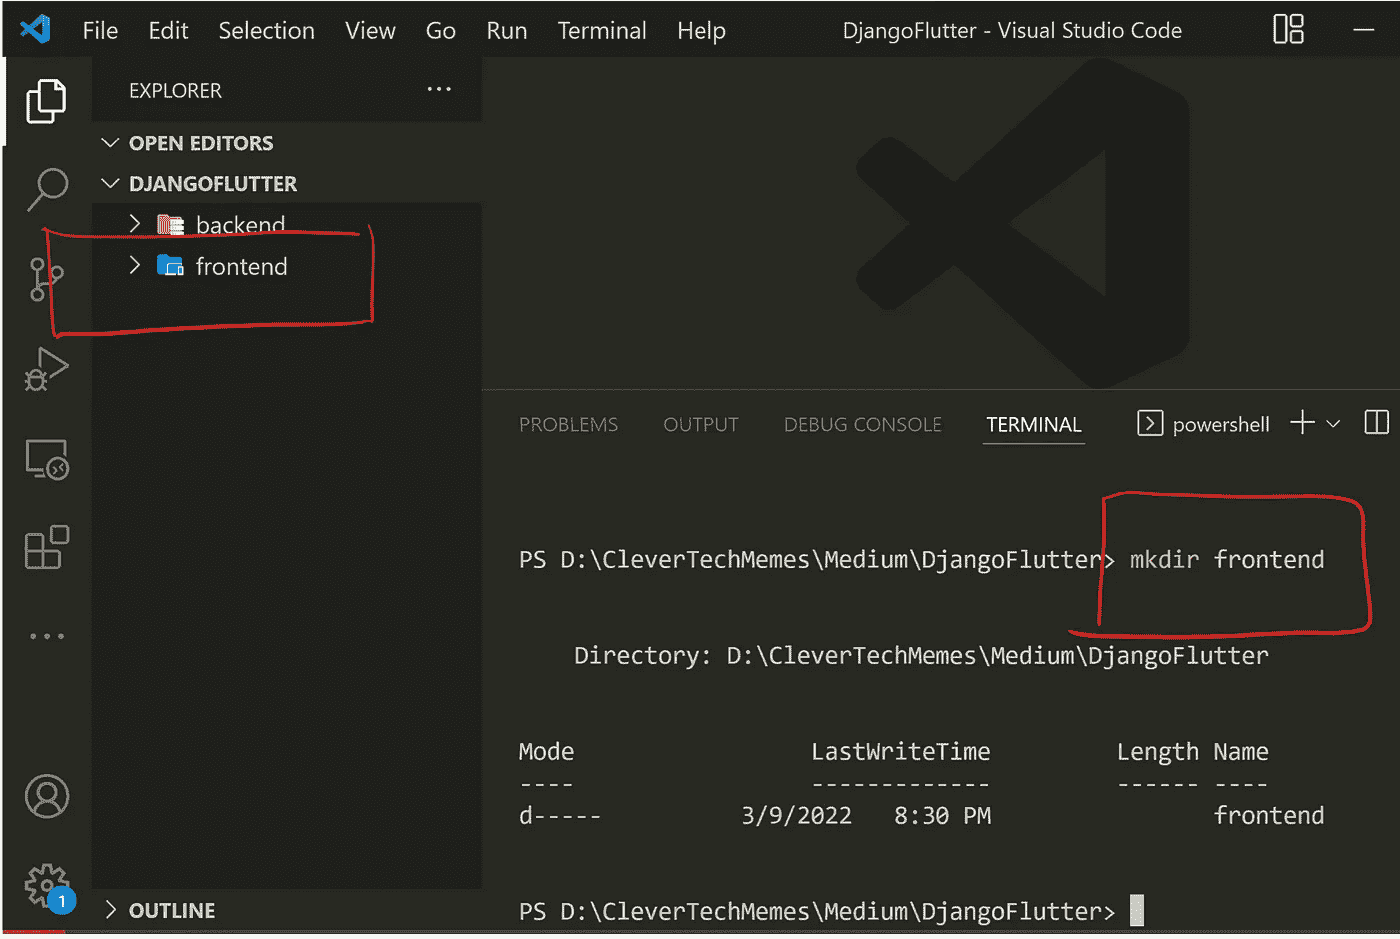 File Edit Selection View Go Run Terminal Help DjangoFlutter - Visual Studio Code
EXPLORER
OPEN EDITORS
DJANGOFLUTTER
backend
frontend
OUTLINE
1
PROBLEMS OUTPUT DEBUG CONSOLE TERMINAL powershell
PS D:\CleverTechMemes\Medium\DjangoFlutter> mkdir frontend
Directory: D:\CleverTechMemes\Medium\DjangoFlutter
Mode LastWriteTime Length Name
---- ------------- ------ ----
d----- 3/9/2022 8:30 PM frontend
PS D:\CleverTechMemes\Medium\DjangoFlutter>